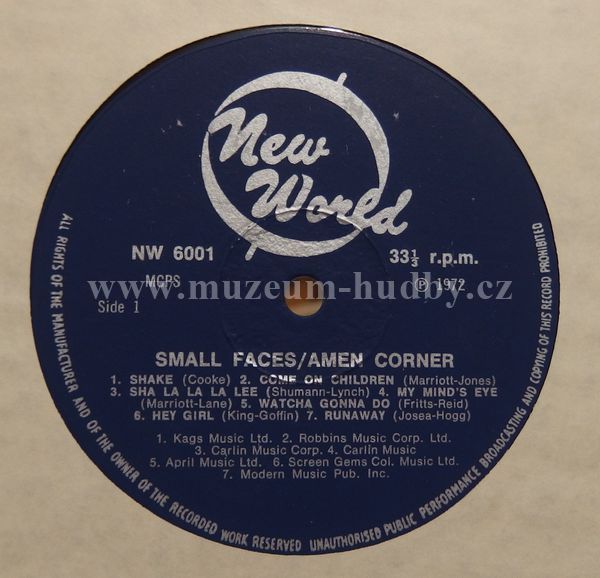 New
World
NW 6001
33⅓ r.p.m.
MCPS
℗ 1972
www.muzeum-hudby.cz
Side 1
SMALL FACES/AMEN CORNER
1. SHAKE (Cooke) 2. COME ON CHILDREN (Marriott-Jones)
3. SHA LA LA LA LEE (Shumann-Lynch) 4. MY MIND'S EYE
(Marriott-Lane) 5. WATCHA GONNA DO (Fritts-Reid)
6. HEY GIRL (King-Goffin) 7. RUNAWAY (Josea-Hogg)
1. Kags Music Ltd. 2. Robbins Music Corp. Ltd.
3. Carlin Music Corp. 4. Carlin Music
5. April Music Ltd. 6. Screen Gems Col. Music Ltd.
7. Modern Music Pub. Inc.
ALL RIGHTS OF THE MANUFACTURER AND OF THE OWNER OF THE RECORDED WORK RESERVED UNAUTHORISED PUBLIC PERFORMANCE BROADCASTING AND COPYING OF THIS RECORD PROHIBITED